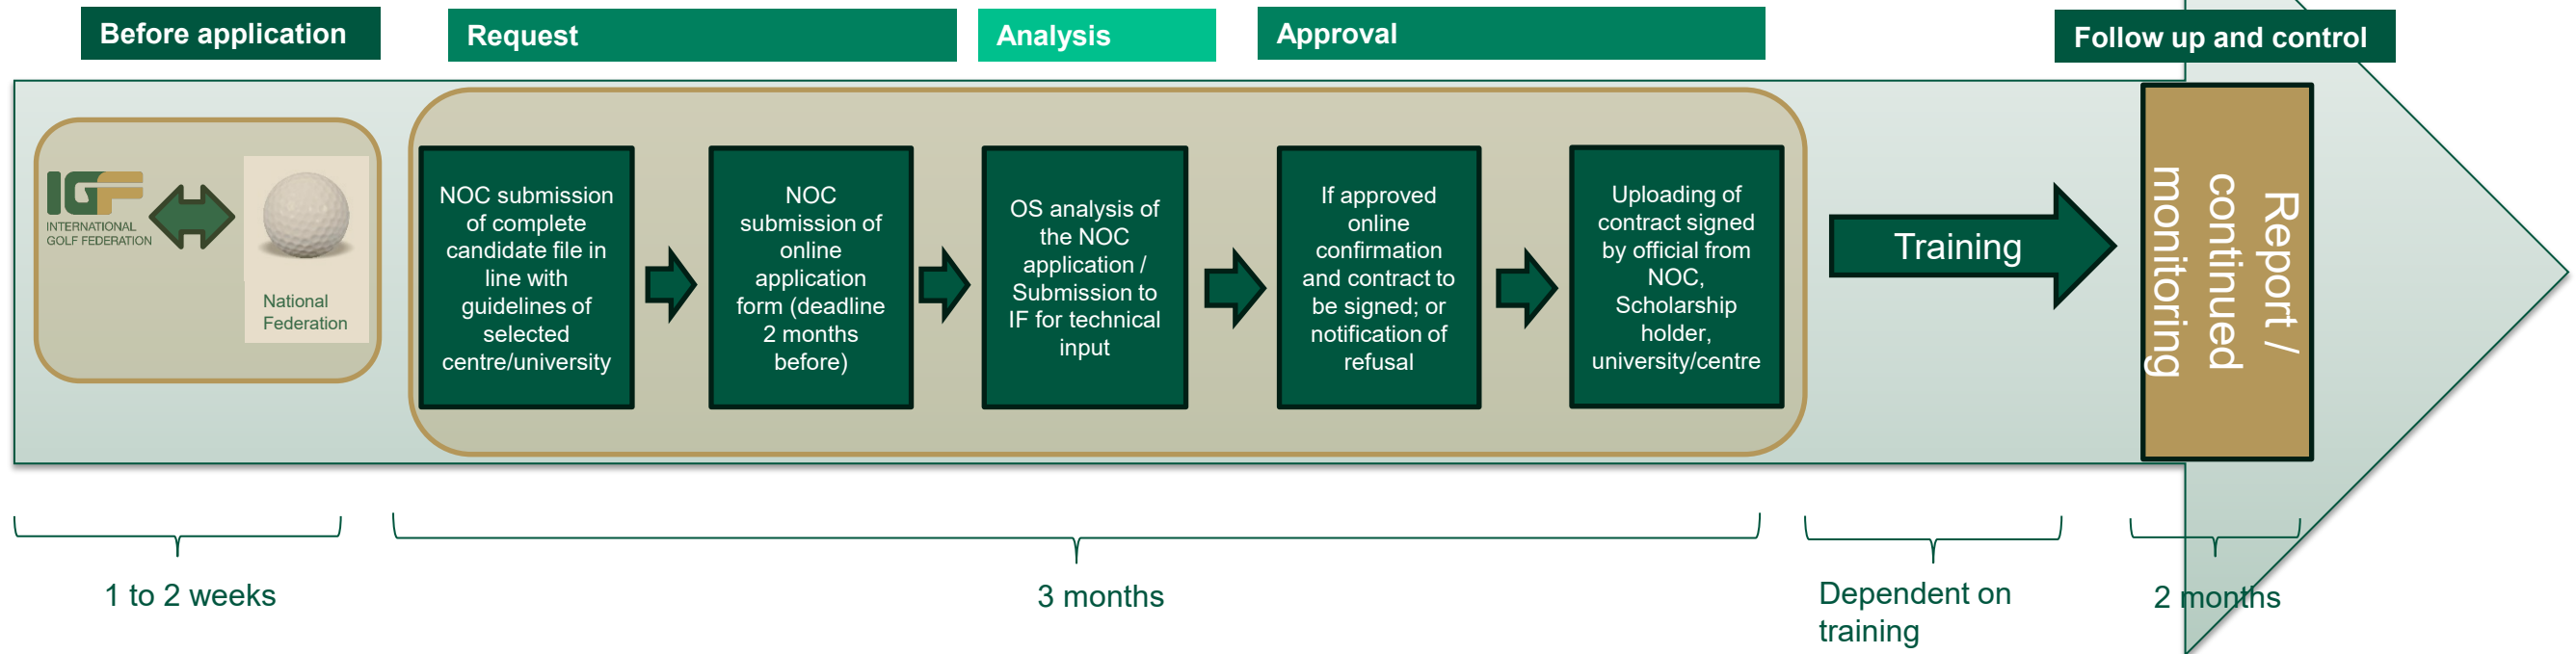 Before application
Request
Analysis
Approval
Follow up and control
IGF
INTERNATIONAL
GOLF FEDERATION
National
Federation
NOC submission
of complete
candidate file in
line with
guidelines of
selected
centre/university
NOC
submission of
online
application
form (deadline
2 months
before)
OS analysis of
the NOC
application /
Submission to
IF for technical
input
If approved
online
confirmation
and contract to
be signed; or
notification of
refusal
Uploading of
contract signed
by official from
NOC,
Scholarship
holder,
university/centre
Training
Report /
continued
monitoring
1 to 2 weeks
3 months
Dependent on
training
2 months